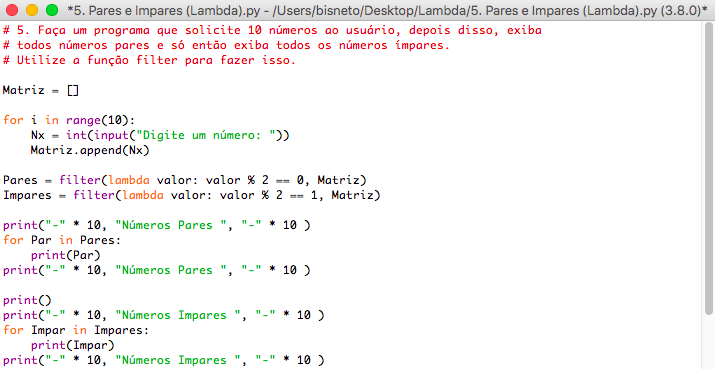 *5. Pares e Impares (Lambda).py - /Users/bisneto/Desktop/Lambda/5. Pares e Impares (Lambda).py (3.8.0)*
# 5. Faça um programa que solicite 10 números ao usuário, depois disso, exiba
# todos números pares e só então exiba todos os números ímpares.
# Utilize a função filter para fazer isso.
Matriz = []
for i in range(10):
    Nx = int(input("Digite um número: "))
    Matriz.append(Nx)
Pares = filter(lambda valor: valor % 2 == 0, Matriz)
Impares = filter(lambda valor: valor % 2 == 1, Matriz)
print("-" * 10, "Números Pares ", "-" * 10 )
for Par in Pares:
    print(Par)
print("-" * 10, "Números Pares ", "-" * 10 )
print()
print("-" * 10, "Números Impares ", "-" * 10 )
for Impar in Impares:
    print(Impar)
print("-" * 10, "Números Impares ", "-" * 10 )